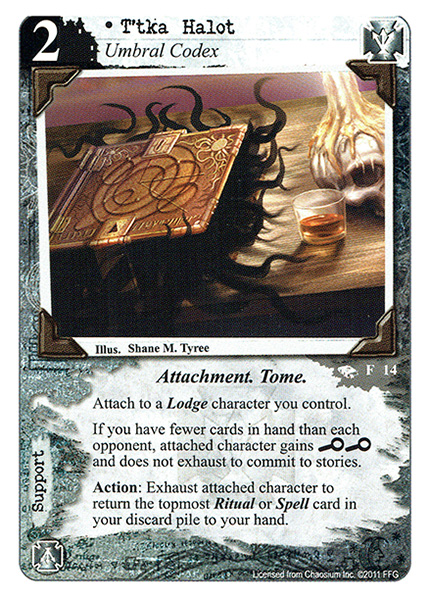 2
• T'tka Halot
Umbral Codex
Illus. Shane M. Tyree
Attachment. Tome.
F 14
Attach to a Lodge character you control.
If you have fewer cards in hand than each
opponent, attached character gains
and does not exhaust to commit to stories.
Action: Exhaust attached character to
return the topmost Ritual or Spell card in
your discard pile to your hand.
Support
Licensed from Chaosium Inc. ©2011 FFG